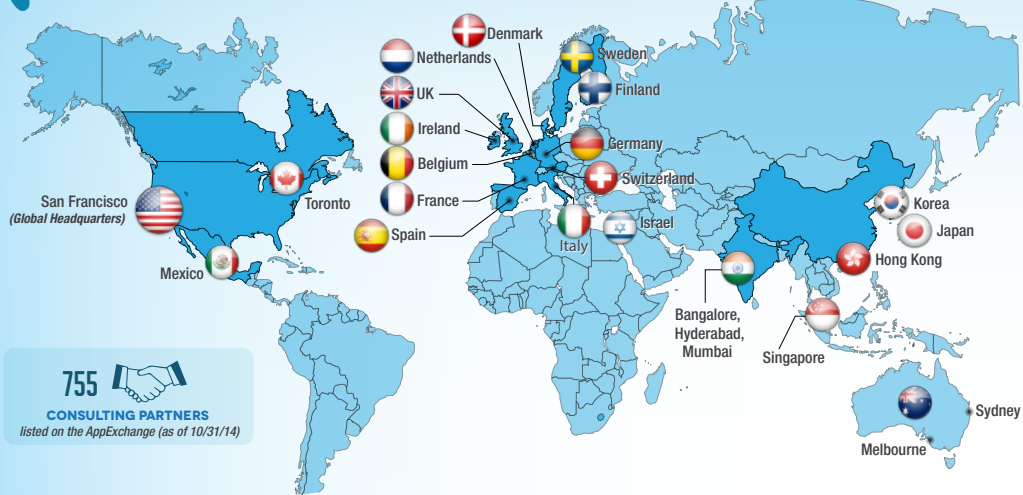 Denmark
Netherlands
Sweden
UK
Finland
Ireland
Germany
Belgium
Switzerland
San Francisco
(Global Headquarters)
Toronto
France
Korea
Spain
Israel
Japan
Italy
Mexico
Hong Kong
Bangalore,
Hyderabad,
Mumbai
Singapore
755
CONSULTING PARTNERS
listed on the AppExchange (as of 10/31/14)
Sydney
Melbourne